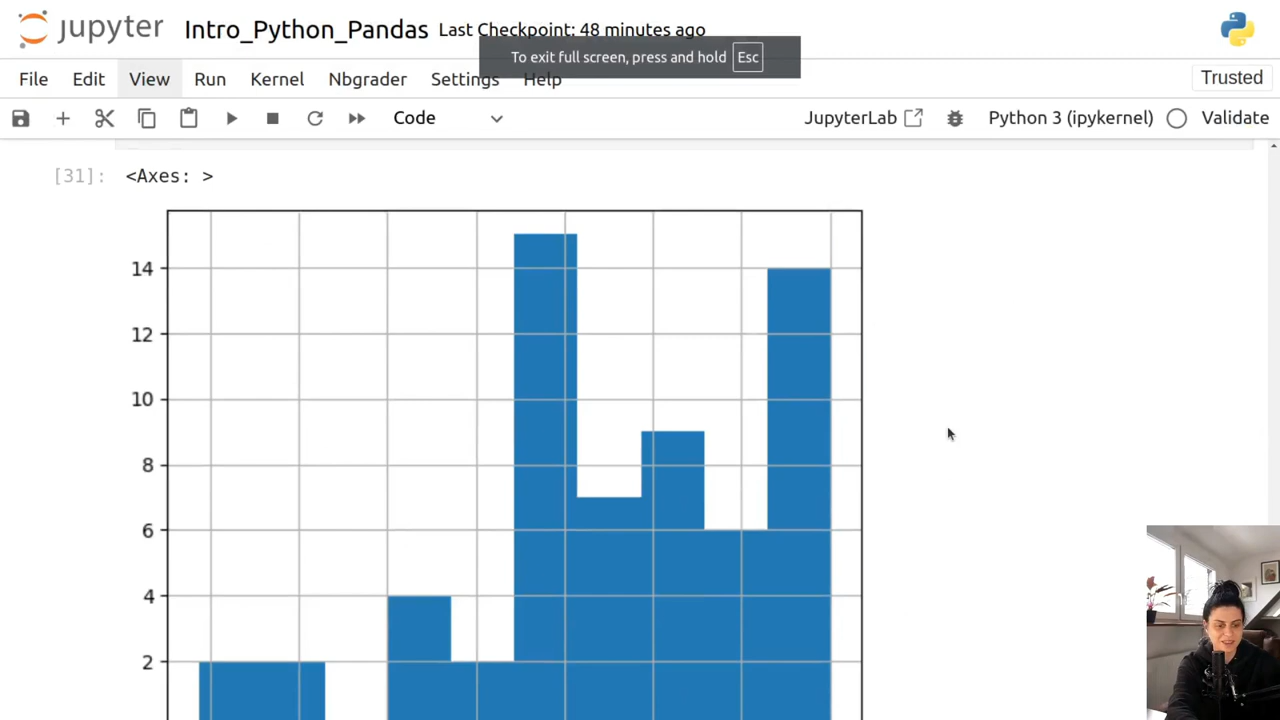 jupyter Intro_Python_Pandas Last Checkpoint: 48 minutes ago
To exit full screen, press and hold Esc
File Edit View Run Kernel Nbgrader Settings Help Trusted
Code JupyterLab Python 3 (ipykernel) Validate
[31]: <Axes: >
14
12
10
8
6
4
2